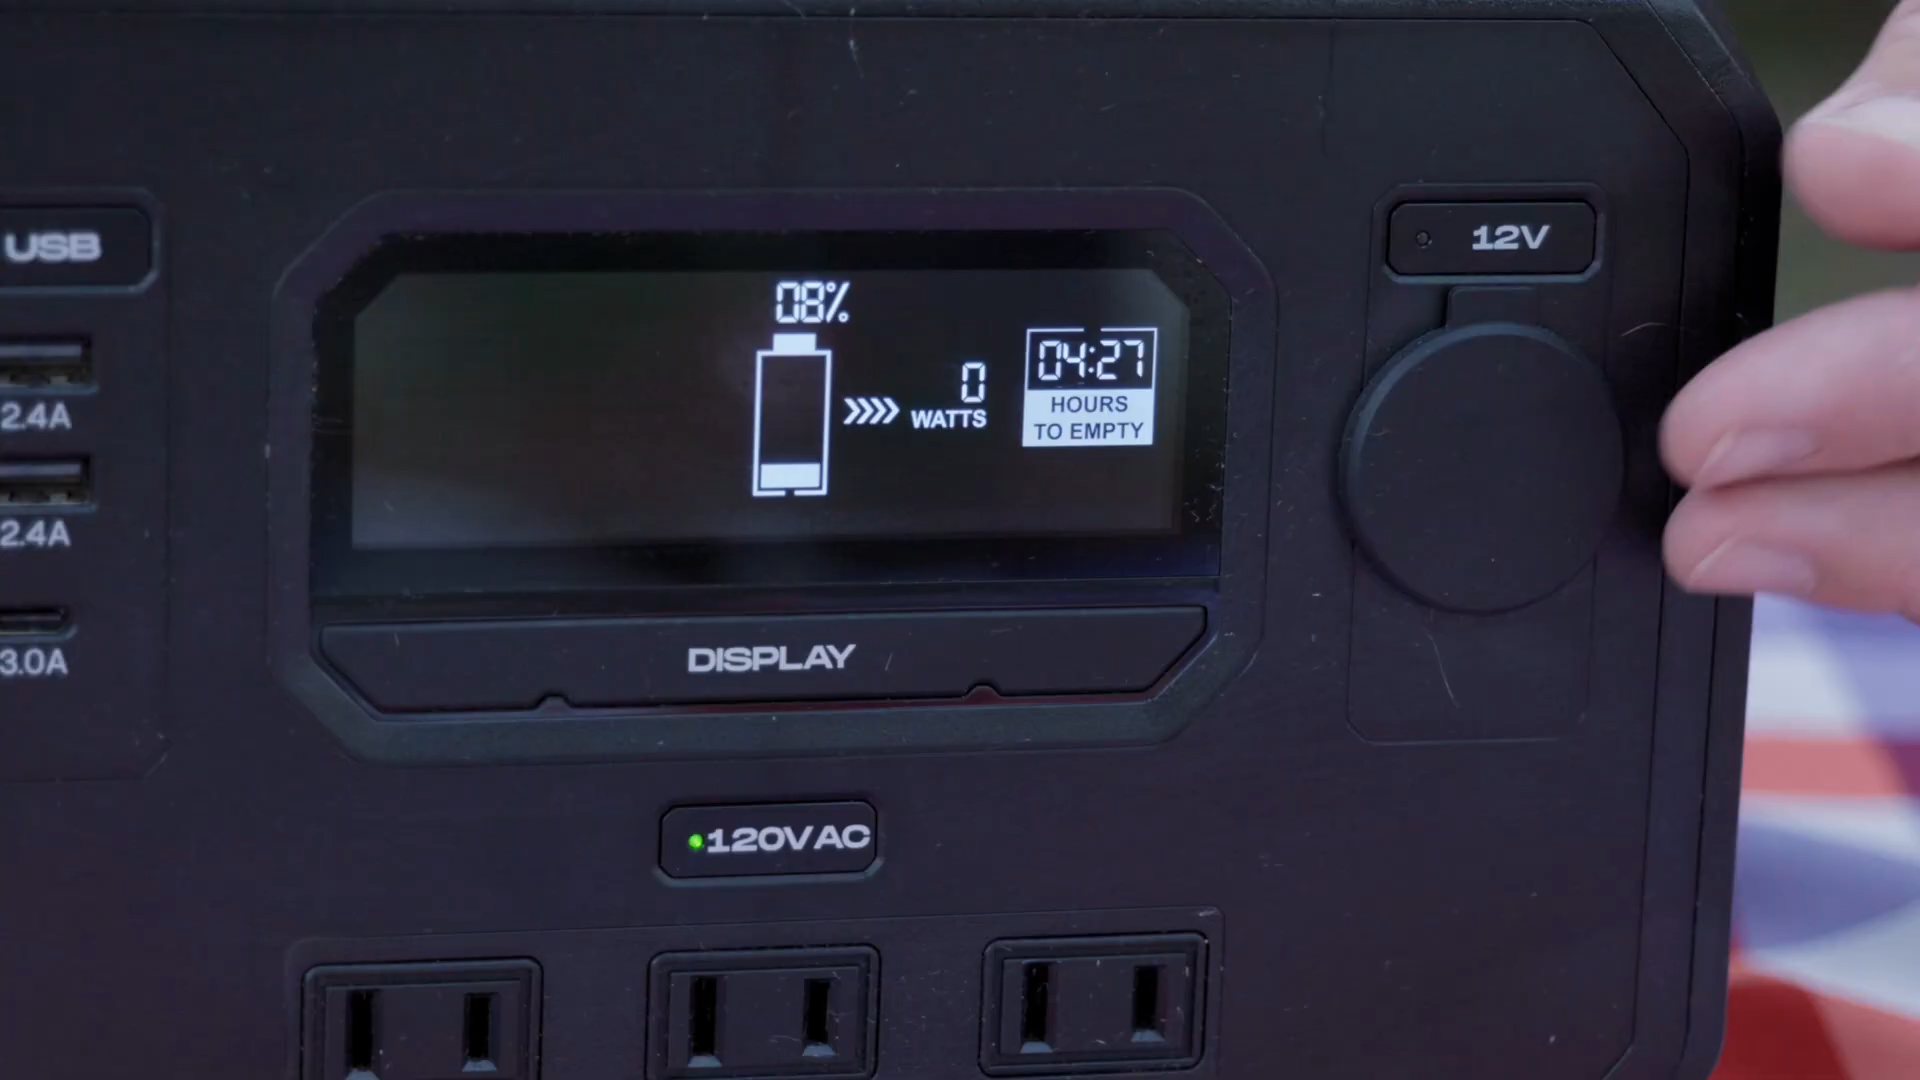 USB
2.4A
2.4A
3.0A
08%
0
WATTS
04:27
HOURS
TO EMPTY
DISPLAY
12V
120VAC